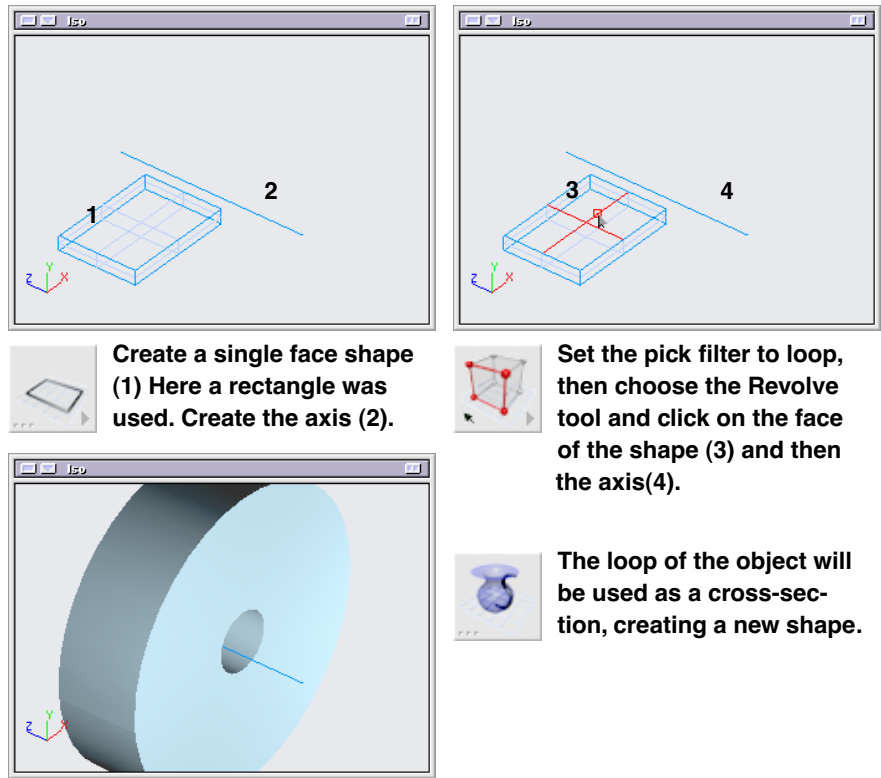 Iso
1
2
Z
Y
X
Iso
3
4
Z
Y
X
Create a single face shape
(1) Here a rectangle was
used. Create the axis (2).
Set the pick filter to loop,
then choose the Revolve
tool and click on the face
of the shape (3) and then
the axis(4).
Iso
Z
Y
X
The loop of the object will
be used as a cross-sec-
tion, creating a new shape.